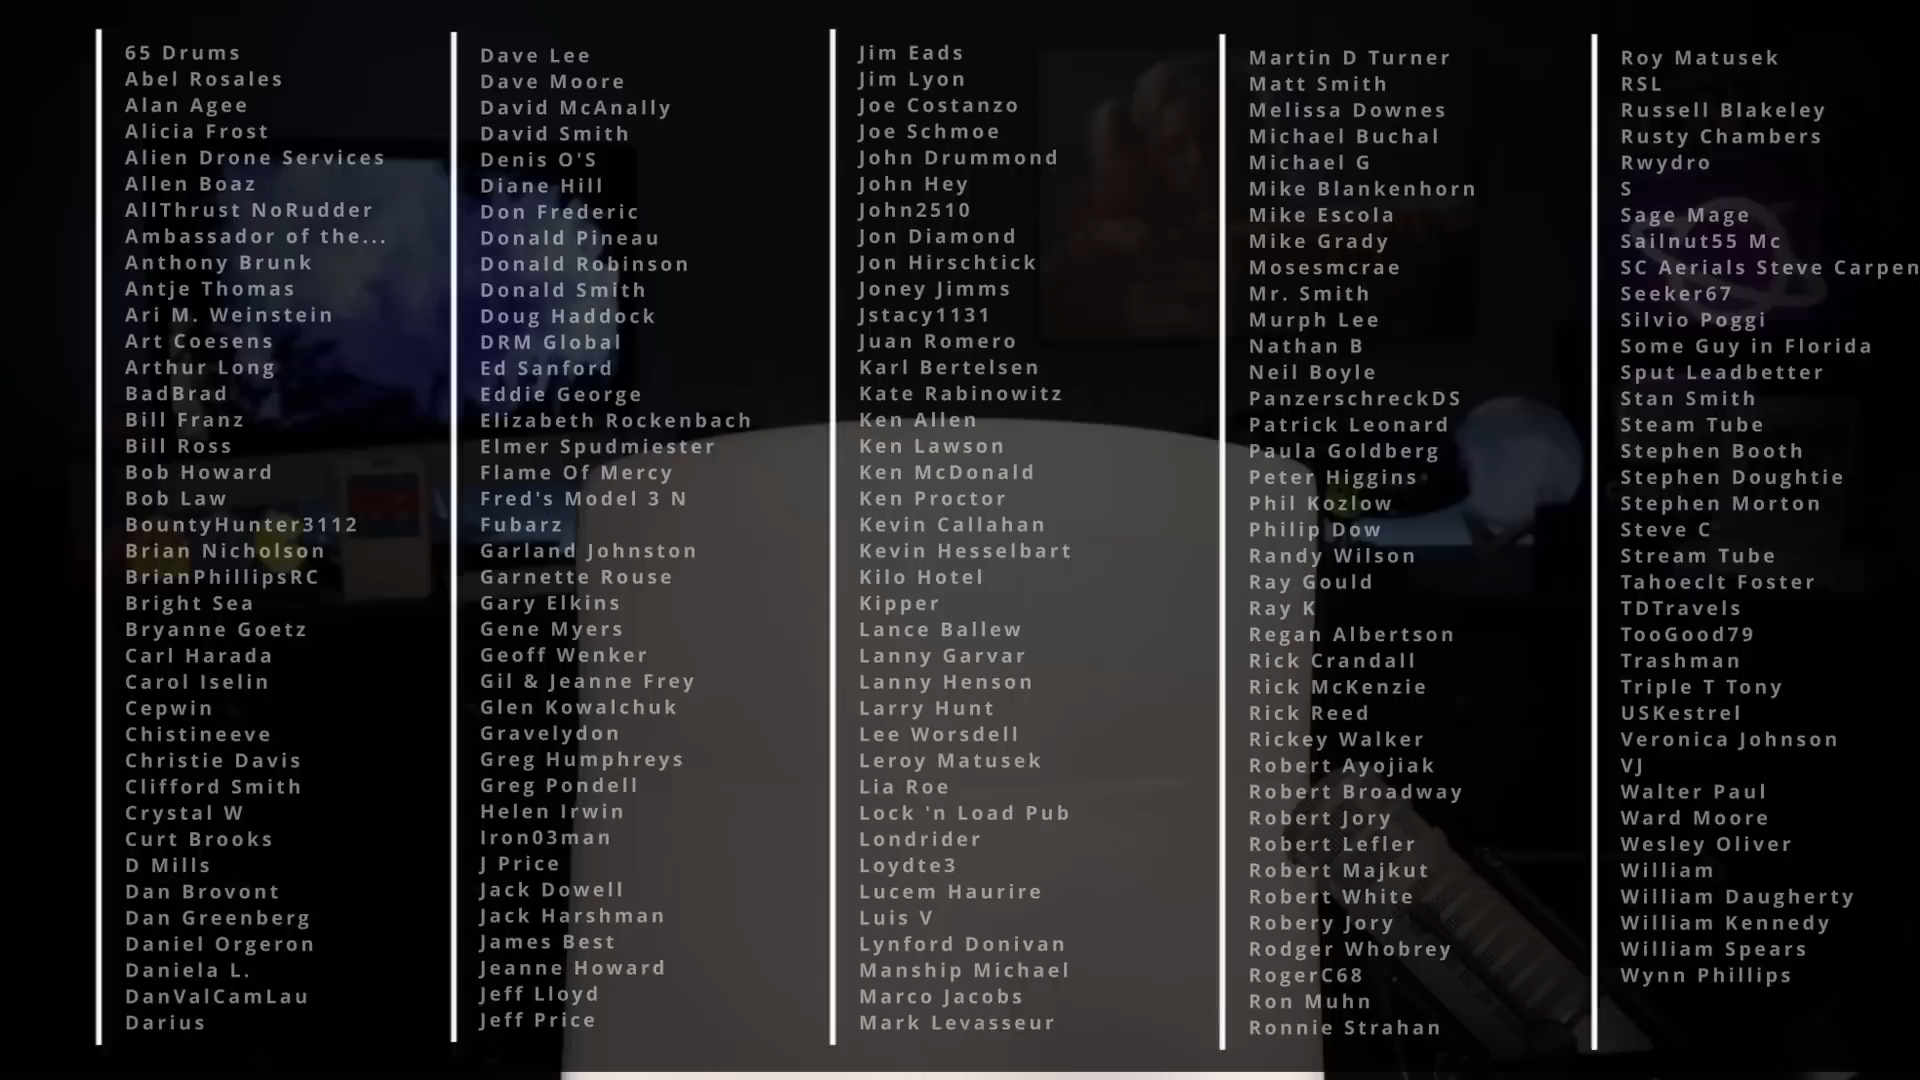 65 Drums
Abel Rosales
Alan Agee
Alicia Frost
Alien Drone Services
Allen Boaz
AllThrust NoRudder
Ambassador of the...
Anthony Brunk
Antje Thomas
Ari M. Weinstein
Art Coesens
Arthur Long
BadBrad
Bill Franz
Bill Ross
Bob Howard
Bob Law
BountyHunter3112
Brian Nicholson
BrianPhillipsRC
Bright Sea
Bryanne Goetz
Carl Harada
Carol Iselin
Cepwin
Chistineeve
Christie Davis
Clifford Smith
Crystal W
Curt Brooks
D Mills
Dan Brovont
Dan Greenberg
Daniel Orgeron
Daniela L.
DanValCamLau
Darius
Dave Lee
Dave Moore
David McAnally
David Smith
Denis O'S
Diane Hill
Don Frederic
Donald Pineau
Donald Robinson
Donald Smith
Doug Haddock
DRM Global
Ed Sanford
Eddie George
Elizabeth Rockenbach
Elmer Spudmiester
Flame Of Mercy
Fred's Model 3 N
Fubarz
Garland Johnston
Garnette Rouse
Gary Elkins
Gene Myers
Geoff Wenker
Gil & Jeanne Frey
Glen Kowalchuk
Gravelydon
Greg Humphreys
Greg Pondell
Helen Irwin
Iron03man
J Price
Jack Dowell
Jack Harshman
James Best
Jeanne Howard
Jeff Lloyd
Jeff Price
Jim Eads
Jim Lyon
Joe Costanzo
Joe Schmoe
John Drummond
John Hey
John2510
Jon Diamond
Jon Hirschtick
Joney Jimms
Jstacy1131
Juan Romero
Karl Bertelsen
Kate Rabinowitz
Ken Allen
Ken Lawson
Ken McDonald
Ken Proctor
Kevin Callahan
Kevin Hesselbart
Kilo Hotel
Kipper
Lance Ballew
Lanny Garvar
Lanny Henson
Larry Hunt
Lee Worsdell
Leroy Matusek
Lia Roe
Lock 'n Load Pub
Londrider
Loydte3
Lucem Haurire
Luis V
Lynford Donivan
Manship Michael
Marco Jacobs
Mark Levasseur
Martin D Turner
Matt Smith
Melissa Downes
Michael Buchal
Michael G
Mike Blankenhorn
Mike Escola
Mike Grady
Mosesmcrae
Mr. Smith
Murph Lee
Nathan B
Neil Boyle
PanzerschreckDS
Patrick Leonard
Paula Goldberg
Peter Higgins
Phil Kozlow
Philip Dow
Randy Wilson
Ray Gould
Ray K
Regan Albertson
Rick Crandall
Rick McKenzie
Rick Reed
Rickey Walker
Robert Ayojiak
Robert Broadway
Robert Jory
Robert Lefler
Robert Majkut
Robert White
Robery Jory
Rodger Whobrey
RogerC68
Ron Muhn
Ronnie Strahan
Roy Matusek
RSL
Russell Blakeley
Rusty Chambers
Rwydro
S
Sage Mage
Sailnut55 Mc
SC Aerials Steve Carpen
Seeker67
Silvio Poggi
Some Guy in Florida
Sput Leadbetter
Stan Smith
Steam Tube
Stephen Booth
Stephen Doughtie
Stephen Morton
Steve C
Stream Tube
Tahoeclt Foster
TDTravels
TooGood79
Trashman
Triple T Tony
USKestrel
Veronica Johnson
VJ
Walter Paul
Ward Moore
Wesley Oliver
William
William Daugherty
William Kennedy
William Spears
Wynn Phillips